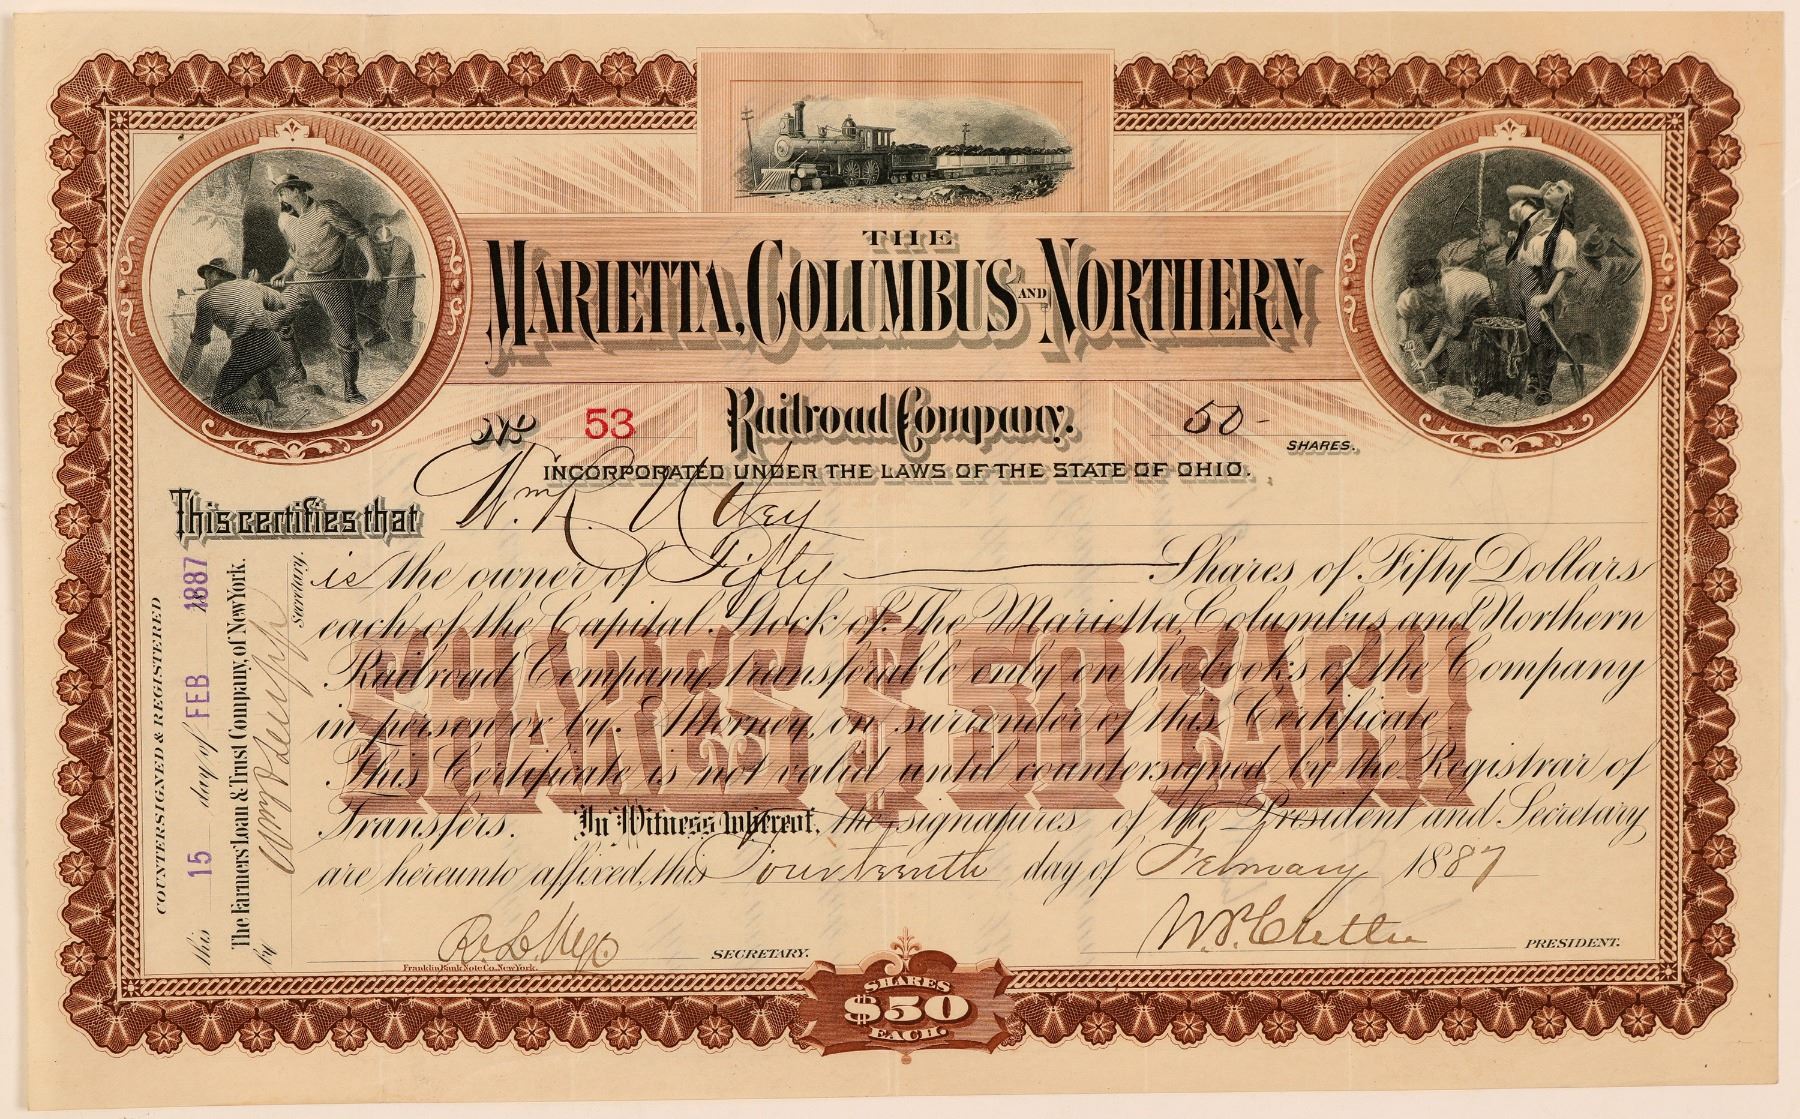 THE
MARIETTA, COLUMBUS AND NORTHERN
Railroad Company.
No 53
50 - SHARES.
INCORPORATED UNDER THE LAWS OF THE STATE OF OHIO.
This certifies that Wm R. Utley
is the owner of Fifty Shares of Fifty Dollars
each of the Capital Stock of The Marietta, Columbus and Northern
Railroad Company, transferable only on the books of the Company
in person or by Attorney, on surrender of this Certificate
This Certificate is not valid until countersigned by the Registrar of
Transfers. In Witness Whereof, the signatures of the President and Secretary
are hereunto affixed, this Fourteenth day of February 1887
SHARES $50 EACH
SECRETARY.
PRESIDENT.
Franklin Bank Note Co. New York.
SHARES
$50
EACH
COUNTERSIGNED & REGISTERED
this 15 day of FEB 1887
The Farmers Loan & Trust Company, of New York.
by Secretary.